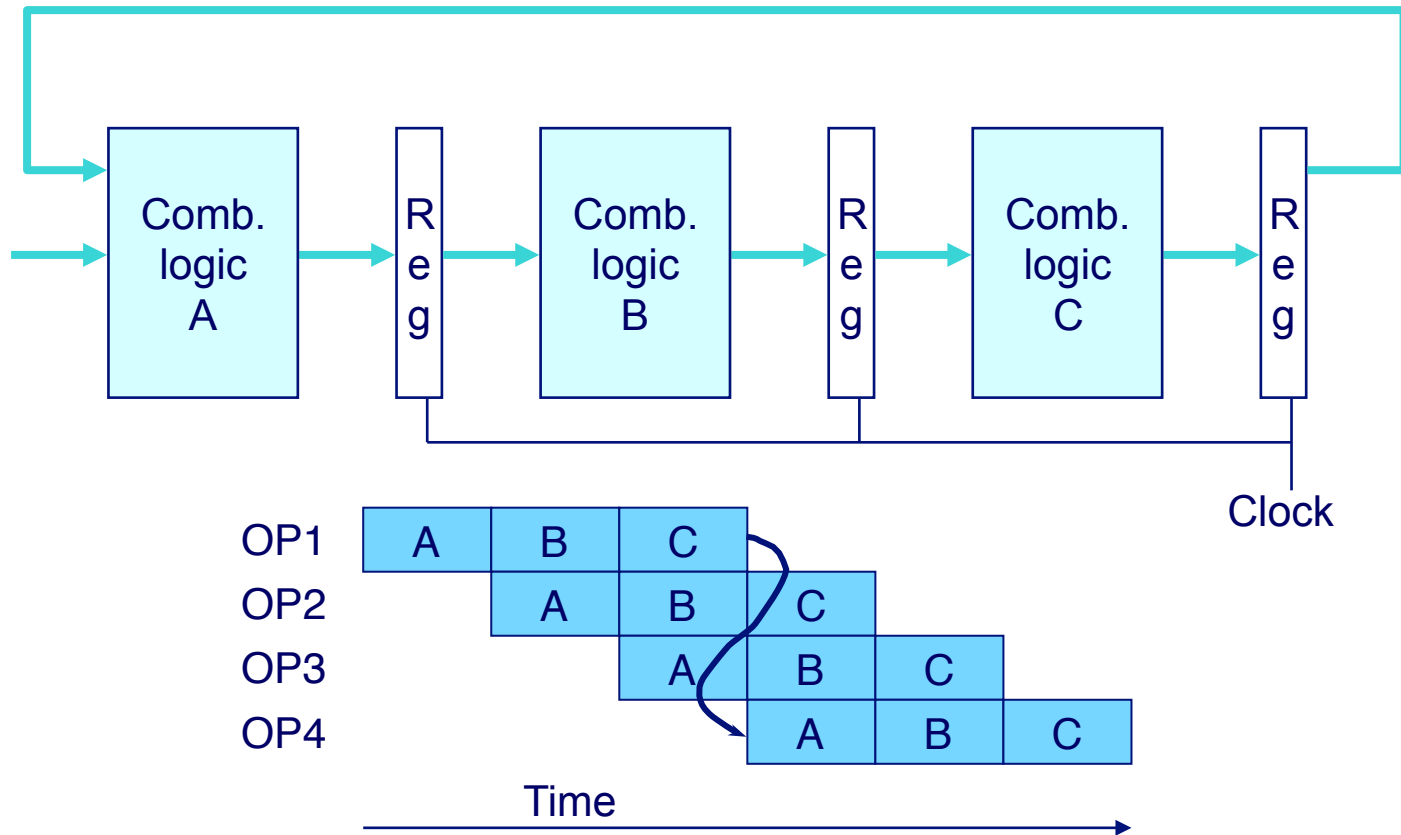 Comb.
logic
A
R
e
g
Comb.
logic
B
R
e
g
Comb.
logic
C
R
e
g
Clock
OP1 A B C
OP2 A B C
OP3 A B C
OP4 A B C
Time